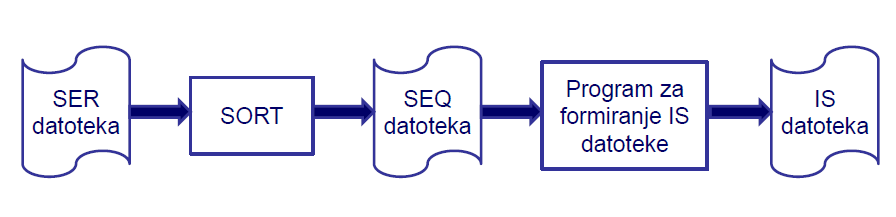 SER
datoteka
SORT
SEQ
datoteka
Program za
formiranje IS
datoteke
IS
datoteka